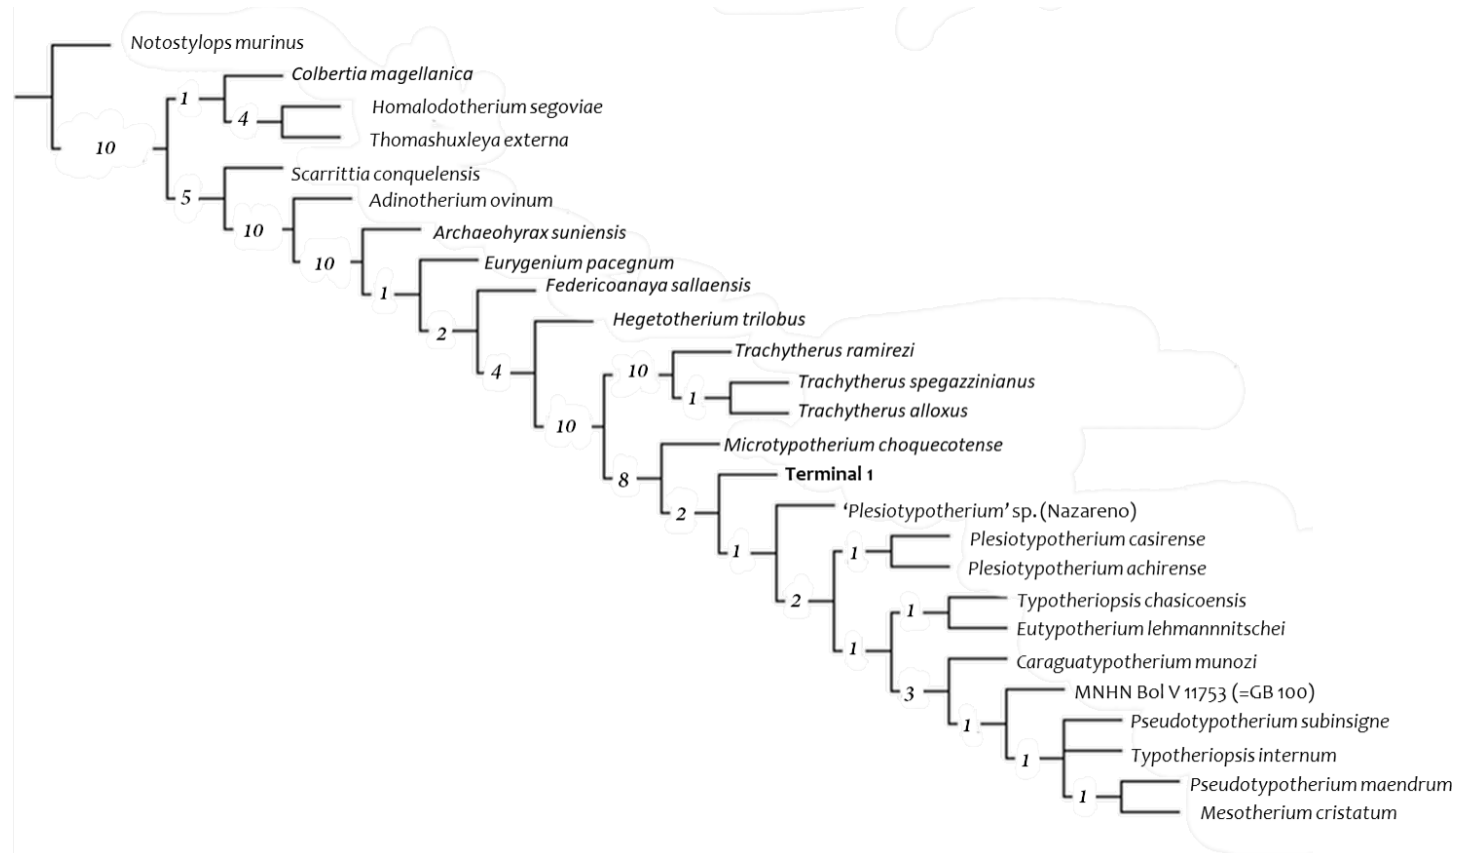 Notostylops murinus
Colbertia magellanica
1
Homalodotherium segoviae
4
Thomashuxleya externa
10
Scarrittia conquelensis
5
Adinotherium ovinum
10
Archaeohyrax suniensis
10
Eurygenium pacegnum
1
Federicoanaya sallaensis
2
Hegetotherium trilobus
4
Trachytherus ramirezi
10
Trachytherus spegazzinianus
1
Trachytherus alloxus
10
Microtypotherium choquecotense
8
Terminal 1
2
‘Plesiotypotherium’ sp. (Nazareno)
1
Plesiotypotherium casirense
1
Plesiotypotherium achirense
2
Typotheriopsis chasicoensis
1
Eutypotherium lehmannnitschei
1
Caraguatypotherium munozi
3
MNHN Bol V 11753 (=GB 100)
1
Pseudotypotherium subinsigne
1
Typotheriopsis internum
Pseudotypotherium maendrum
1
Mesotherium cristatum